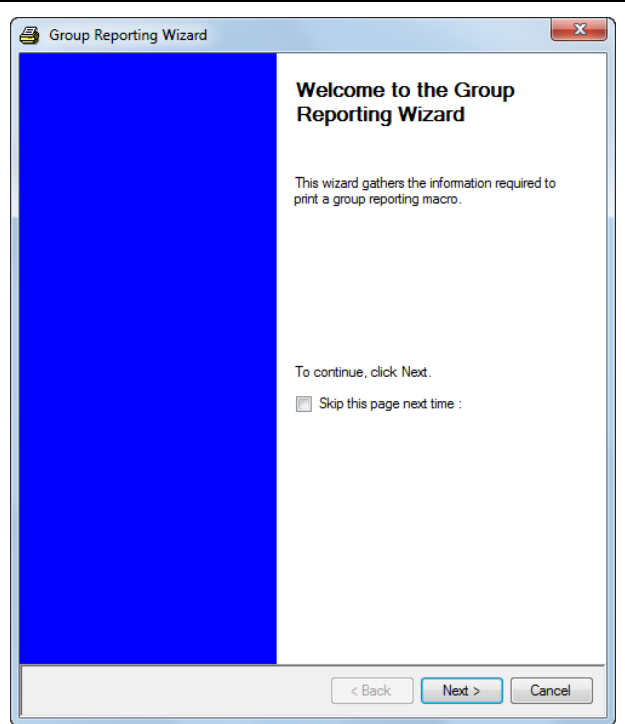 Group Reporting Wizard
Welcome to the Group
Reporting Wizard
This wizard gathers the information required to
print a group reporting macro.
To continue, click Next.
Skip this page next time :
< Back
Next >
Cancel